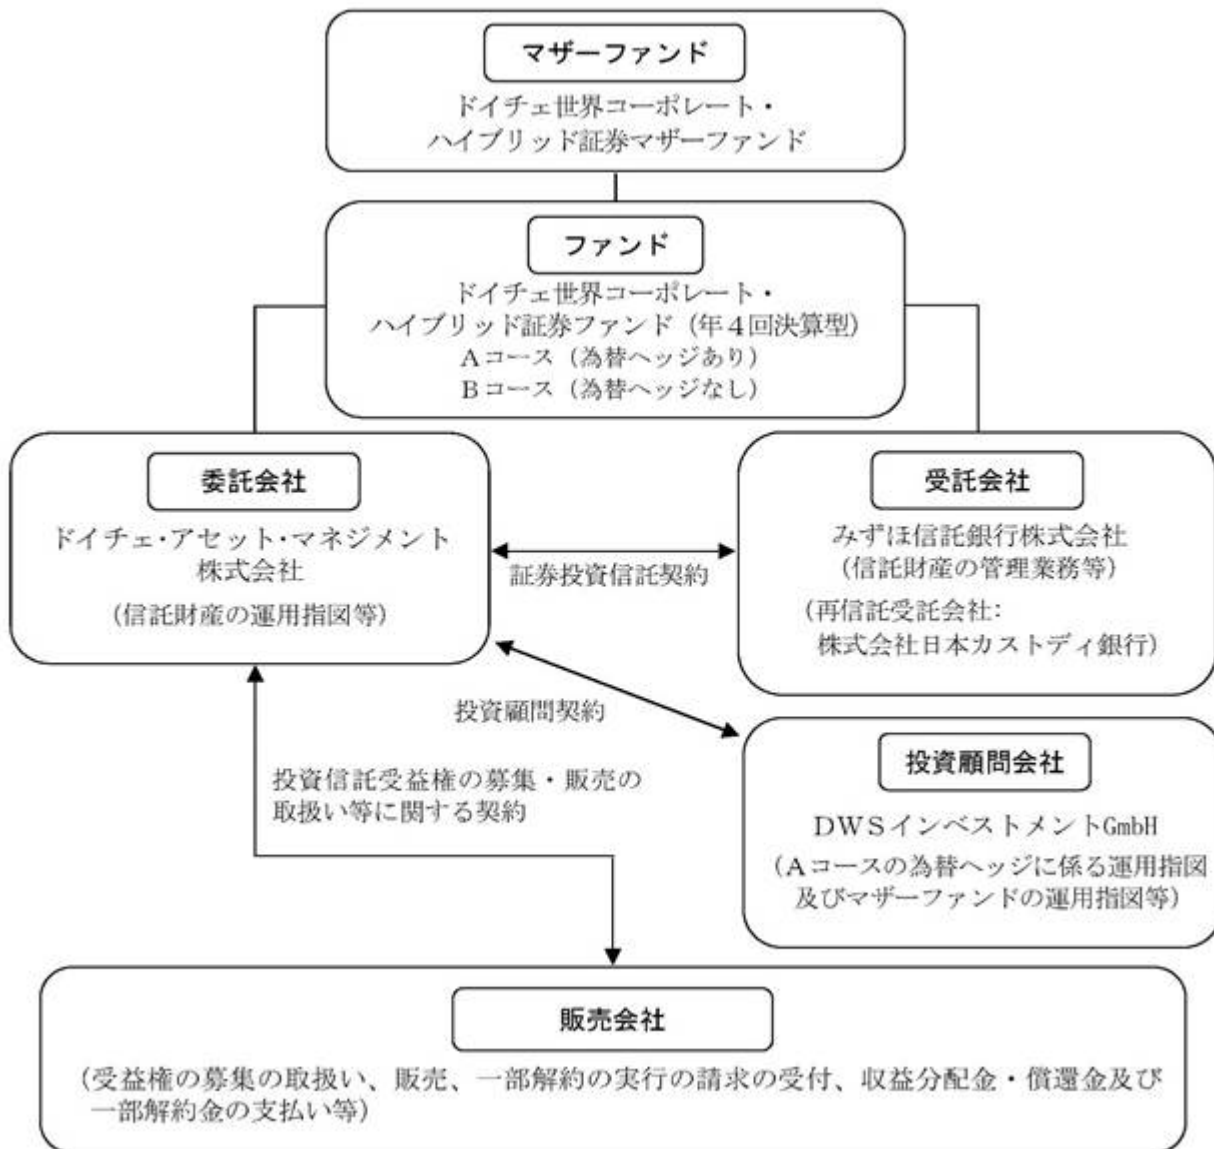 マザーファンド
ドイチェ世界コーポレート・
ハイブリッド証券マザーファンド
ファンド
ドイチェ世界コーポレート・
ハイブリッド証券ファンド（年４回決算型）
Ａコース（為替ヘッジあり）
Ｂコース（為替ヘッジなし）
委託会社
ドイチェ・アセット・マネジメント
株式会社
（信託財産の運用指図等）
証券投資信託契約
受託会社
みずほ信託銀行株式会社
（信託財産の管理業務等）
（再信託受託会社：
株式会社日本カストディ銀行）
投資顧問契約
投資顧問会社
ＤＷＳインベストメントGmbH
（Ａコースの為替ヘッジに係る運用指図
及びマザーファンドの運用指図等）
投資信託受益権の募集・販売の
取扱い等に関する契約
販売会社
（受益権の募集の取扱い、販売、一部解約の実行の請求の受付、収益分配金・償還金及び
一部解約金の支払い等）